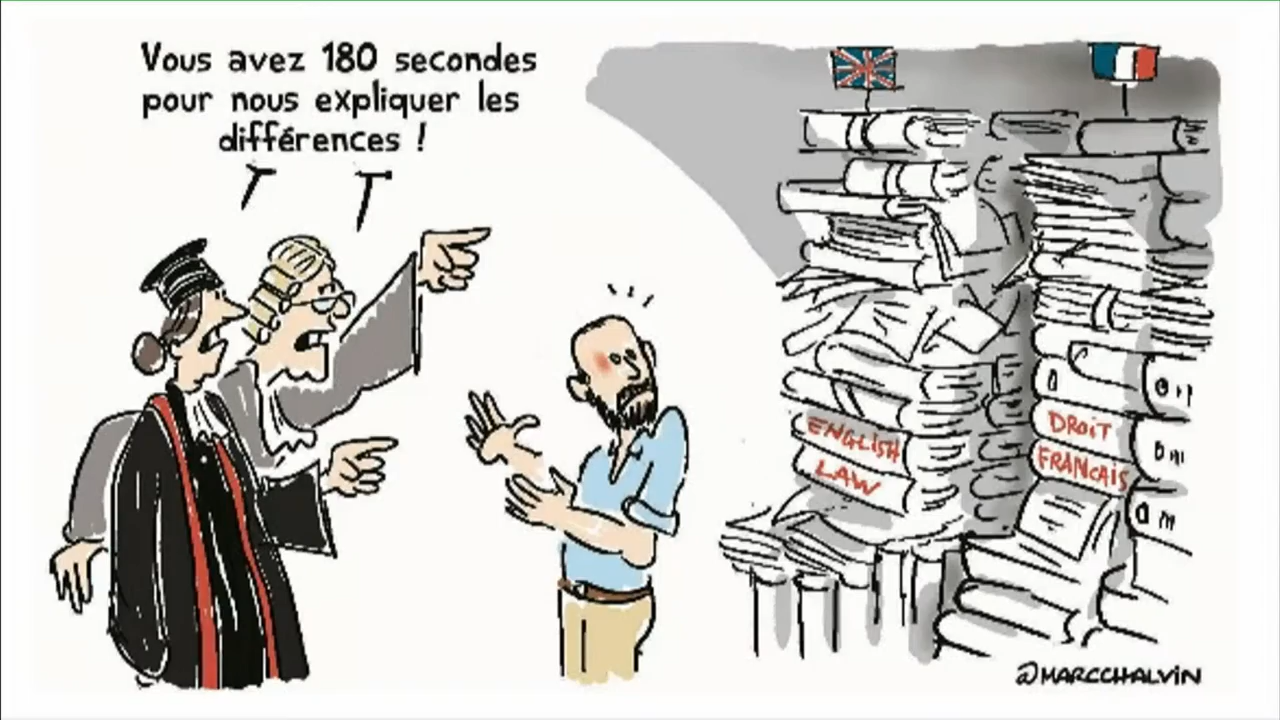 Vous avez 180 secondes
pour nous expliquer les
différences !
ENGLISH
LAW
DROIT
FRANCAIS
@MARCCHALVIN